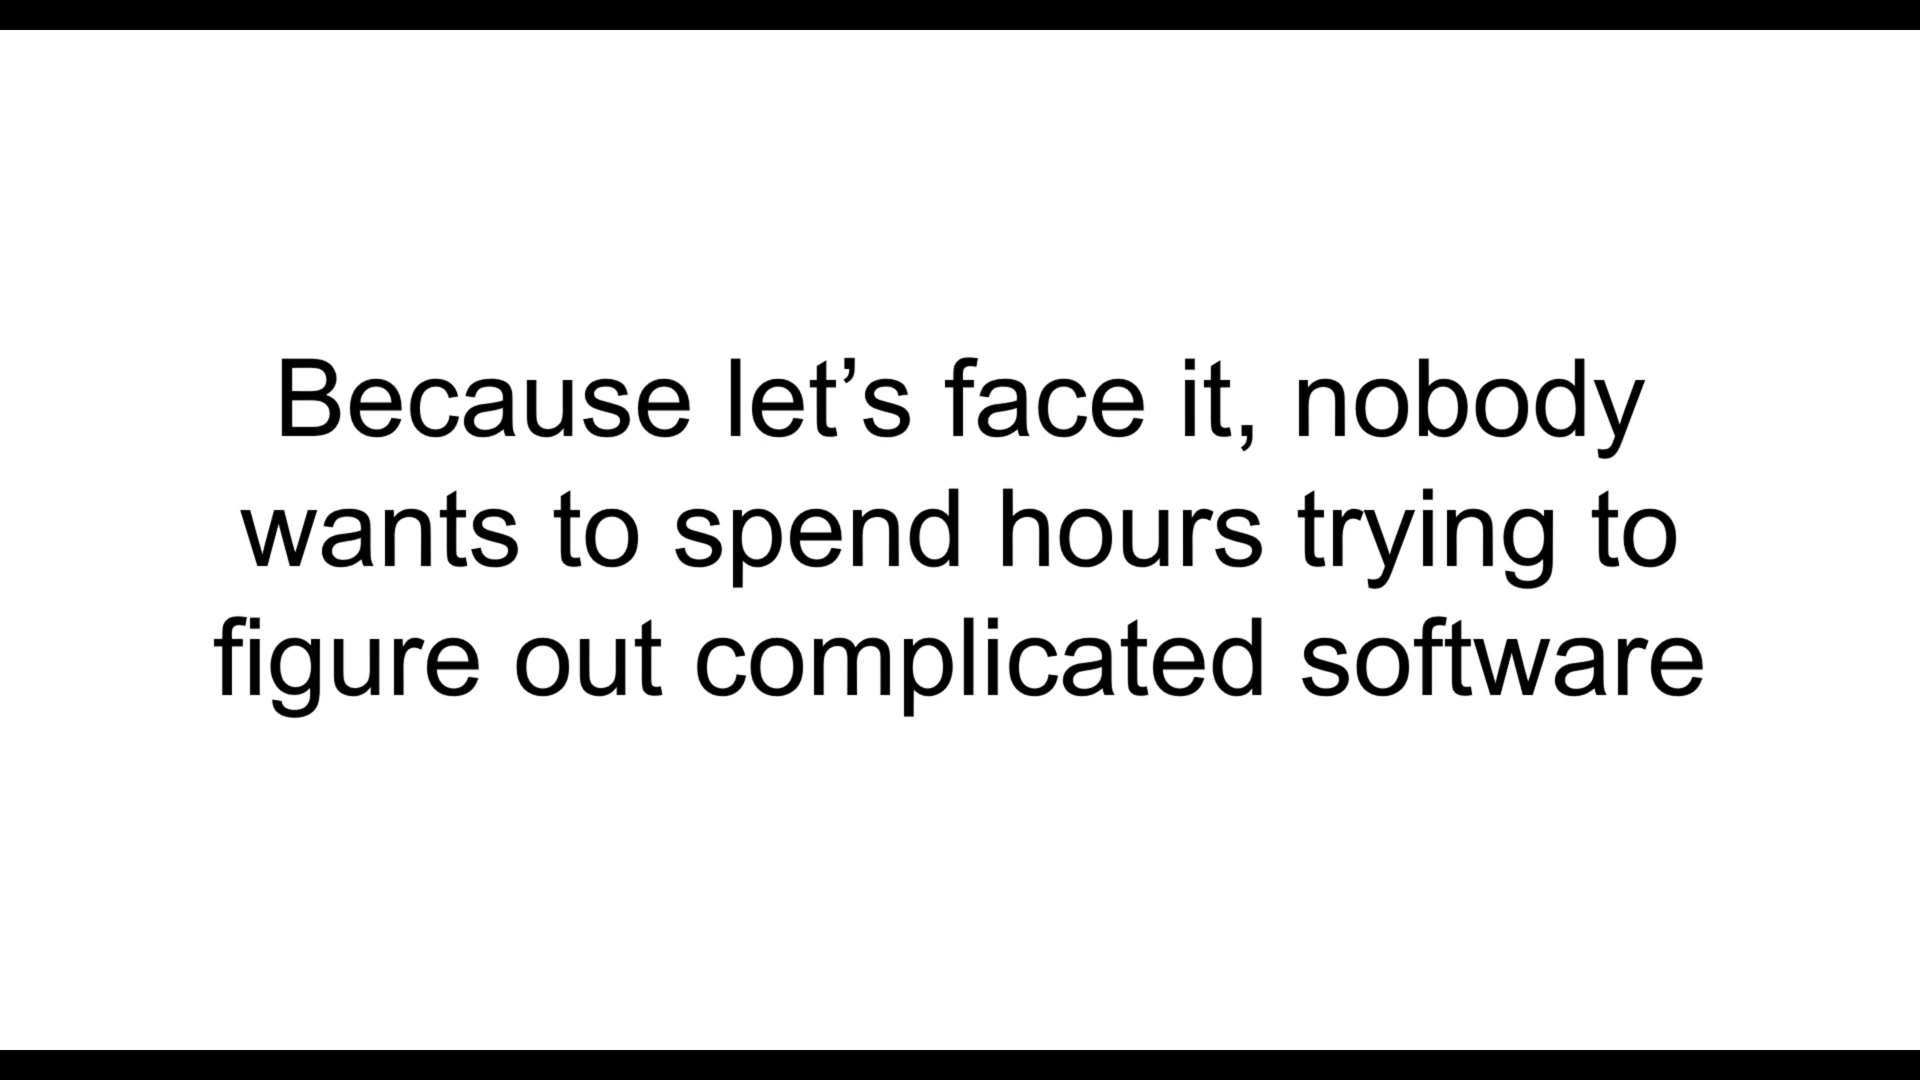 Because let’s face it, nobody
wants to spend hours trying to
figure out complicated software